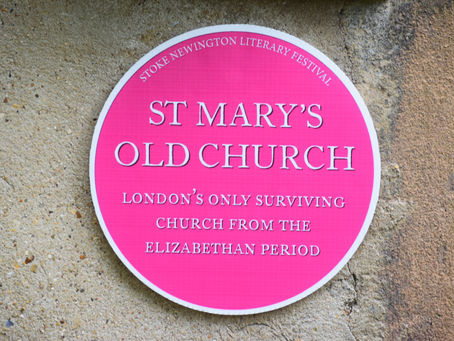 STOKE NEWINGTON LITERARY FESTIVAL
ST MARY'S
OLD CHURCH
LONDON'S ONLY SURVIVING
CHURCH FROM THE
ELIZABETHAN PERIOD